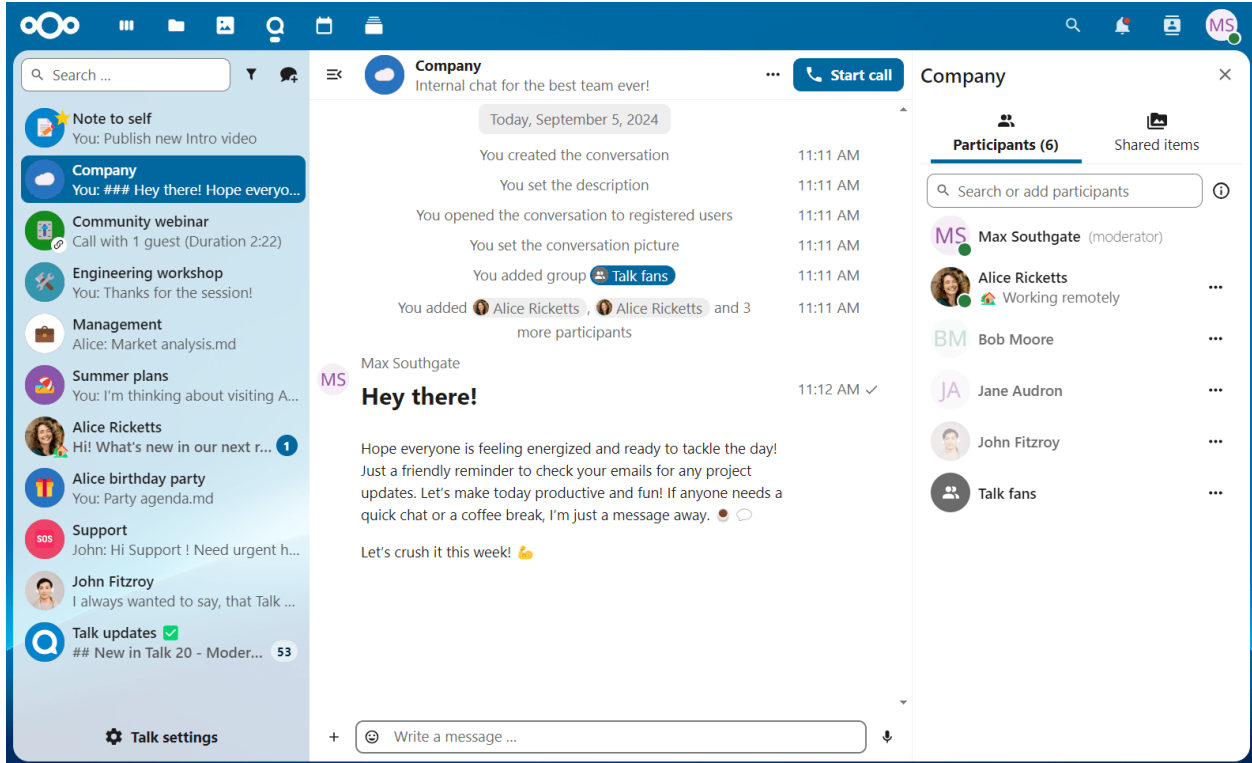 MS
Search ...
Note to self
You: Publish new Intro video
Company
You: ### Hey there! Hope everyo...
Community webinar
Call with 1 guest (Duration 2:22)
Engineering workshop
You: Thanks for the session!
Management
Alice: Market analysis.md
Summer plans
You: I'm thinking about visiting A...
Alice Ricketts
Hi! What's new in our next r... 1
Alice birthday party
You: Party agenda.md
SOS
Support
John: Hi Support ! Need urgent h...
John Fitzroy
I always wanted to say, that Talk ...
Talk updates ✅
## New in Talk 20 - Moder... 53
Talk settings
Company
Internal chat for the best team ever!
Start call
Today, September 5, 2024
You created the conversation 11:11 AM
You set the description 11:11 AM
You opened the conversation to registered users 11:11 AM
You set the conversation picture 11:11 AM
You added group Talk fans 11:11 AM
You added Alice Ricketts , Alice Ricketts and 3 11:11 AM
more participants
Max Southgate
MS
Hey there! 11:12 AM ✓
Hope everyone is feeling energized and ready to tackle the day!
Just a friendly reminder to check your emails for any project
updates. Let's make today productive and fun! If anyone needs a
quick chat or a coffee break, I'm just a message away. ☕ 💬
Let's crush it this week! 💪
Write a message ...
Company
Participants (6)
Shared items
Search or add participants
MS Max Southgate (moderator)
Alice Ricketts
🏡 Working remotely
BM Bob Moore
JA Jane Audron
John Fitzroy
Talk fans